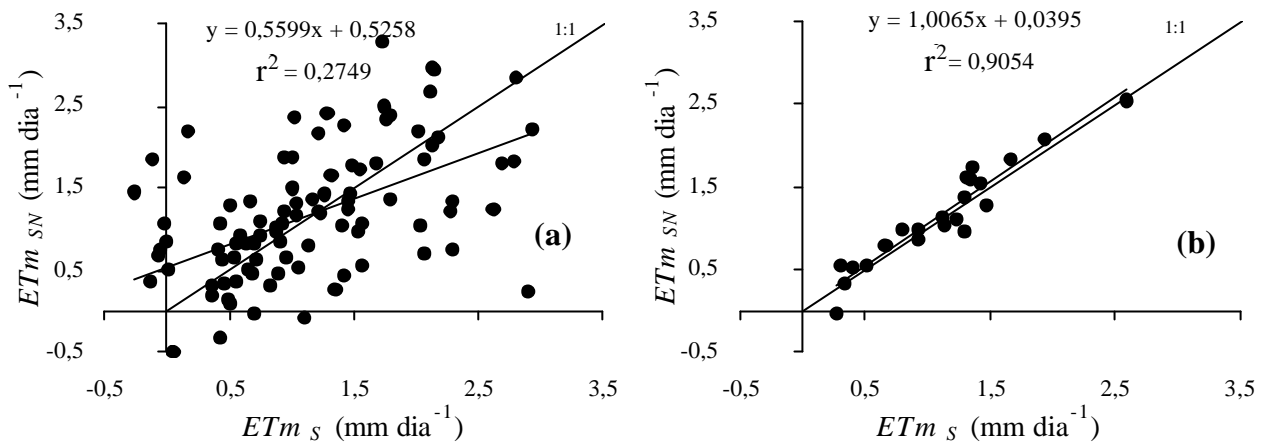 3,5
y = 0,5599x + 0,5258
r² = 0,2749
1:1
2,5
1,5
0,5
-0,5
ETm SN (mm dia⁻¹)
(a)
-0,5 0,5 1,5 2,5 3,5
ETm S (mm dia⁻¹)
3,5
y = 1,0065x + 0,0395
r² = 0,9054
1:1
2,5
1,5
0,5
-0,5
ETm SN (mm dia⁻¹)
(b)
-0,5 0,5 1,5 2,5 3,5
ETm S (mm dia⁻¹)